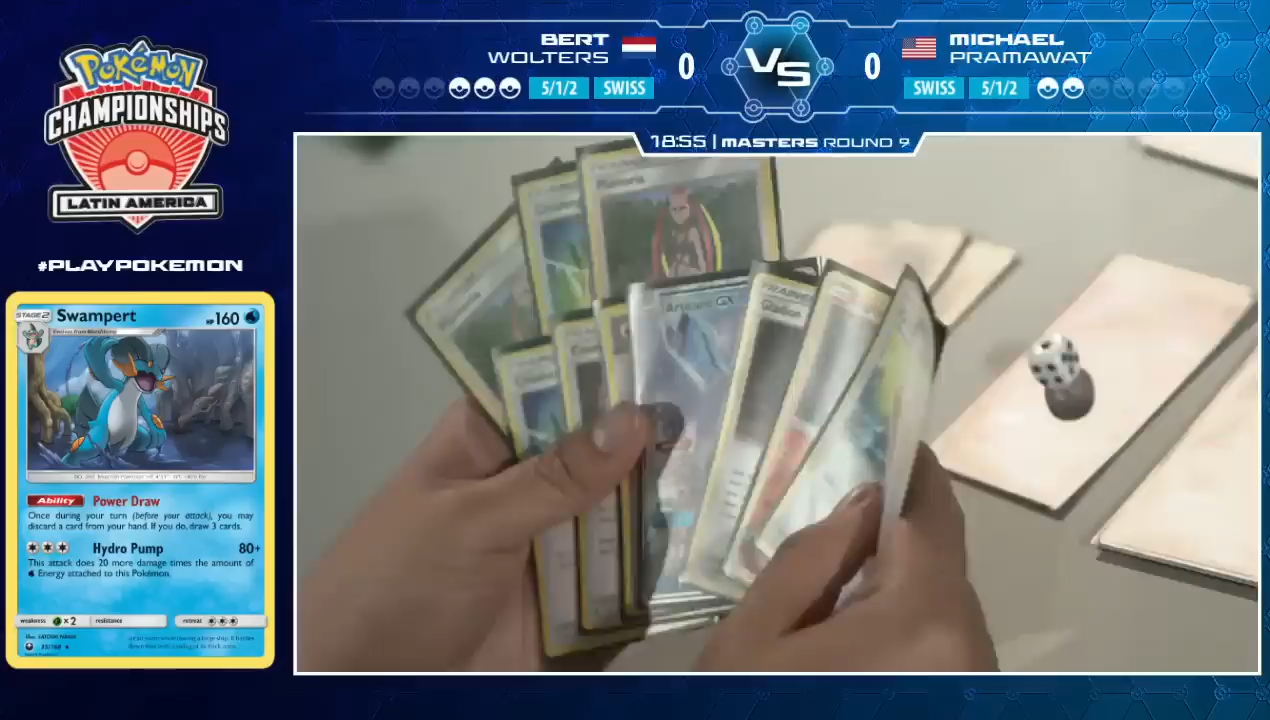 Pokémon
CHAMPIONSHIPS
LATIN AMERICA
#PLAYPOKEMON
BERT
WOLTERS
0
VS
0
MICHAEL
PRAMAWAT
5/1/2
SWISS
SWISS
5/1/2
18:55 | MASTERS ROUND 9
STAGE 2
Swampert
HP160
Ability
Power Draw
Once during your turn (before your attack), you may
discard a card from your hand. If you do, draw 3 cards.
Hydro Pump
80+
This attack does 20 more damage times the amount of
Energy attached to this Pokémon.
weakness
×2
resistance
retreat
35/168
Articuno GX
TRAINER
Gladion